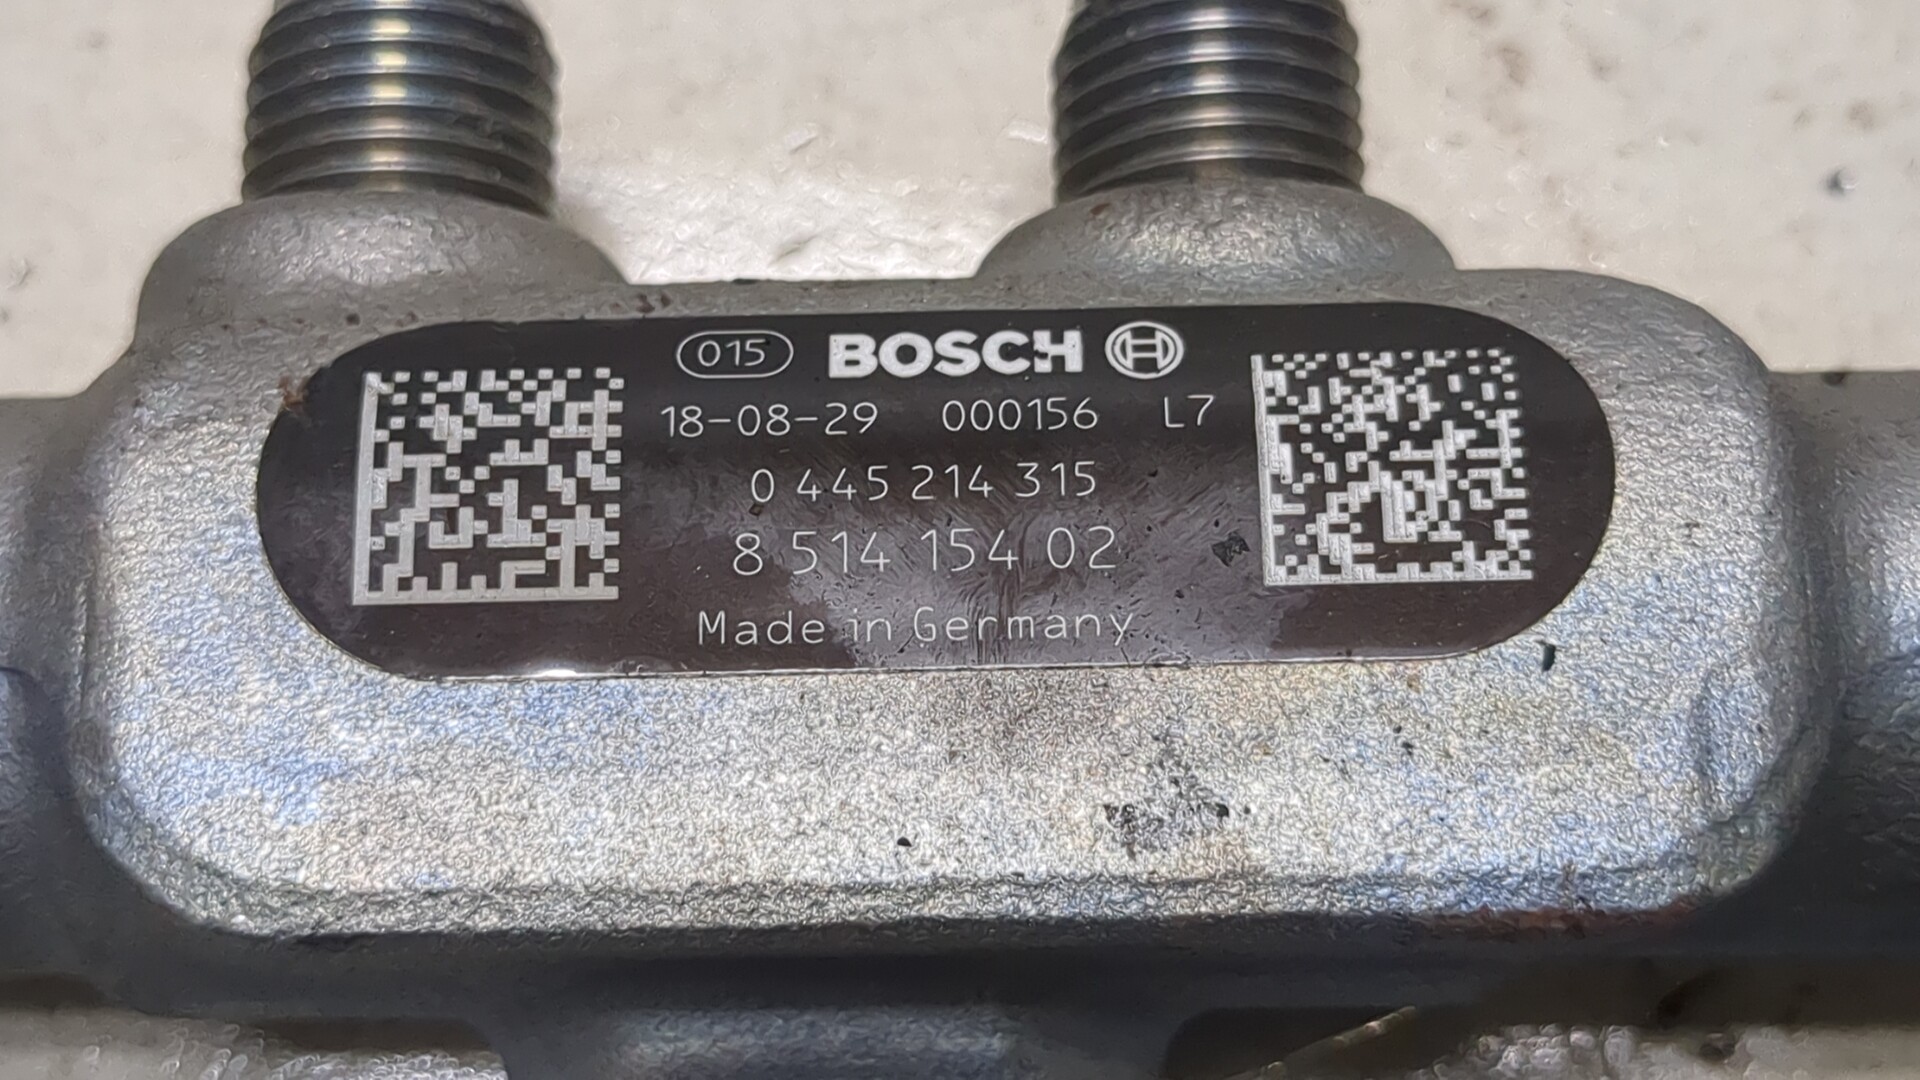 015 BOSCH
18-08-29 000156 L7
0 445 214 315
8 514 154 02
Made in Germany